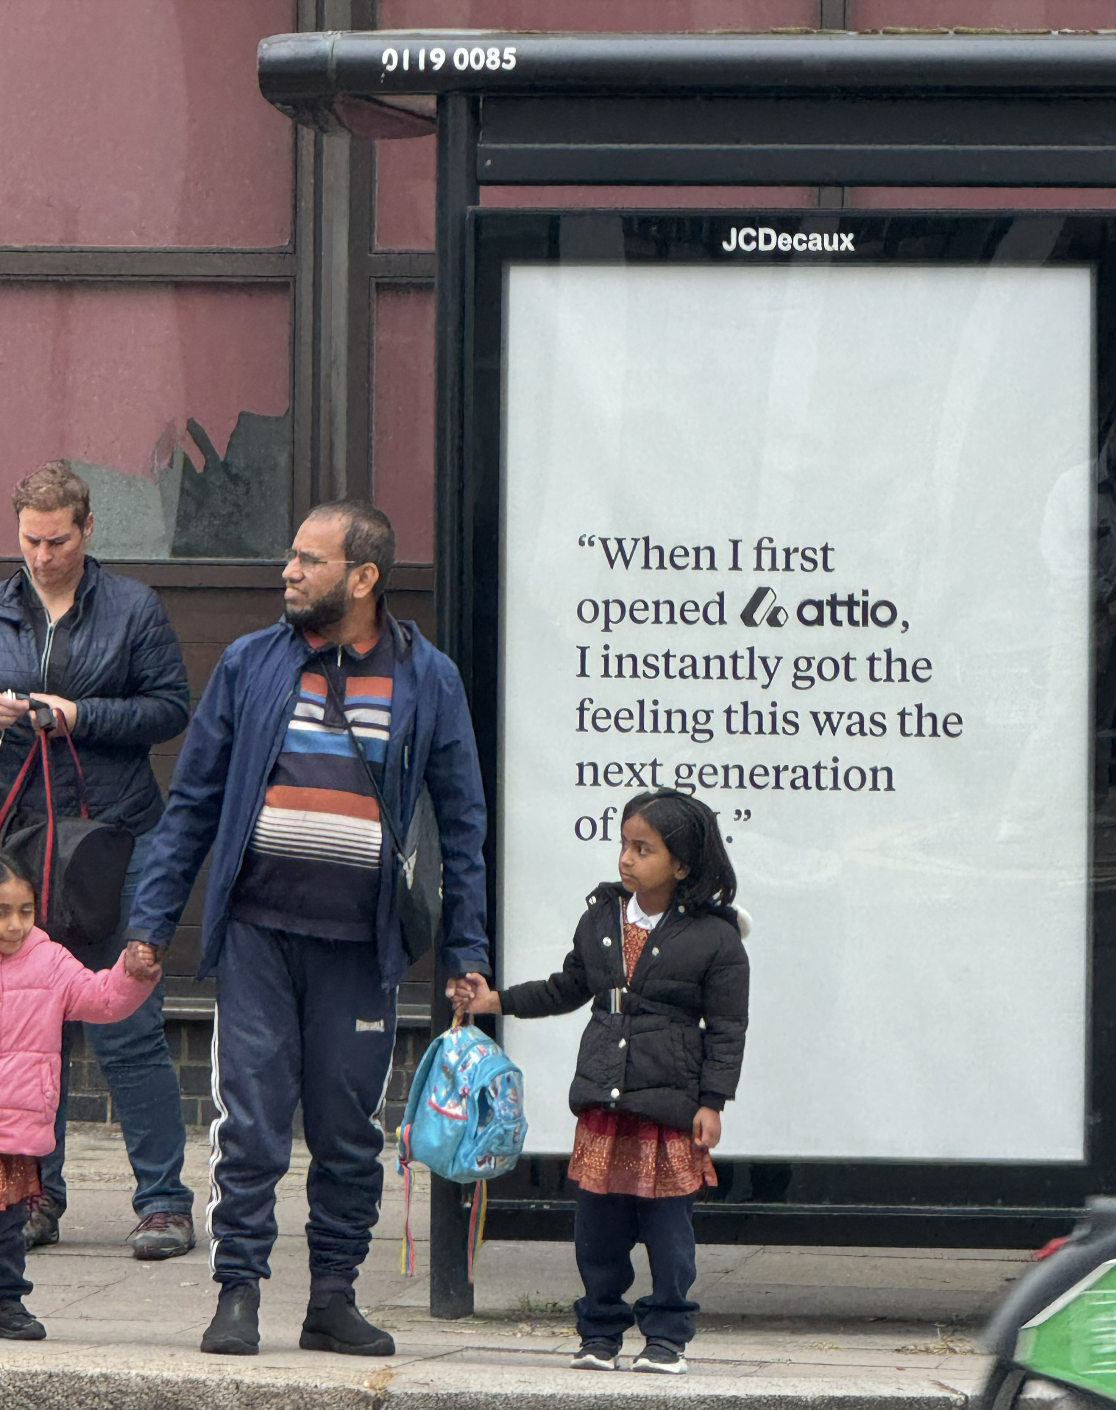 0119 0085
JCDecaux
“When I first
opened attio,
I instantly got the
feeling this was the
next generation
of .”